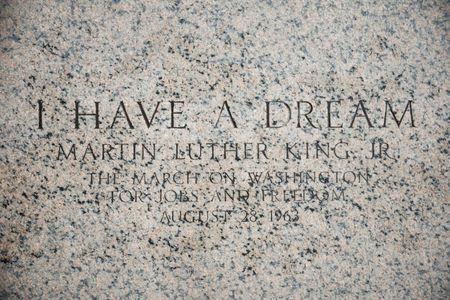 I HAVE A DREAM
MARTIN LUTHER KING, JR.
THE MARCH ON WASHINGTON
FOR JOBS AND FREEDOM
AUGUST 28, 1963